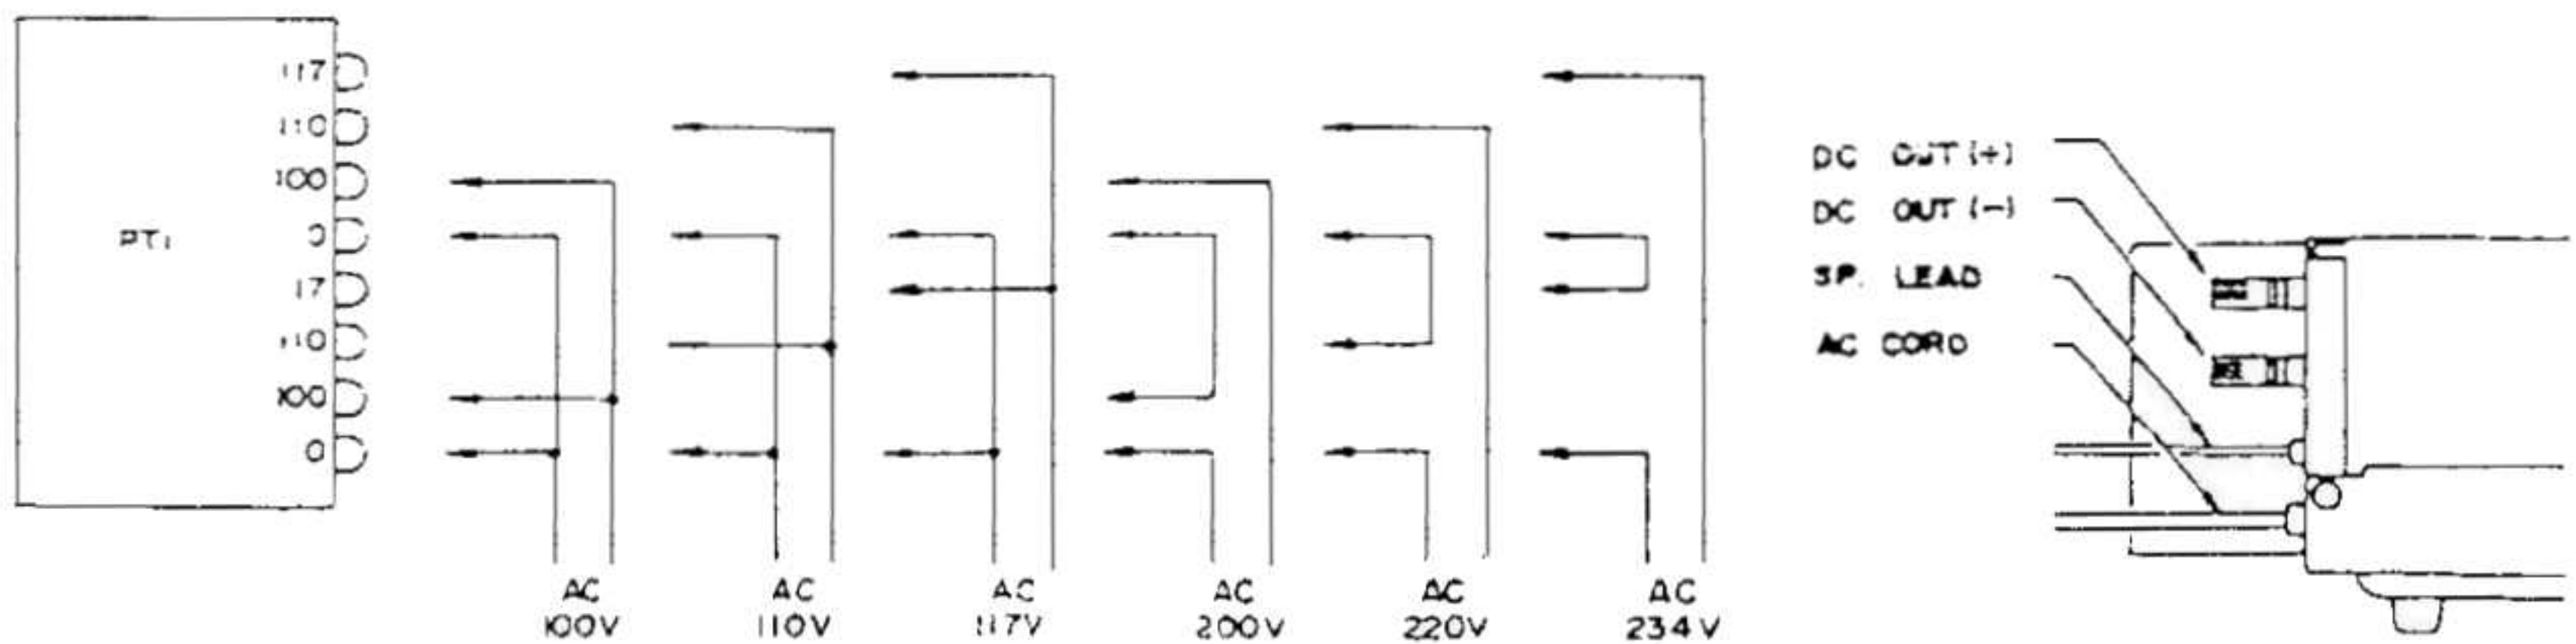 117
110
100
0
PT1
117
110
100
0
AC 100V
AC 110V
AC 117V
AC 200V
AC 220V
AC 234V
DC OUT (+)
DC OUT (-)
SP. LEAD
AC CORD